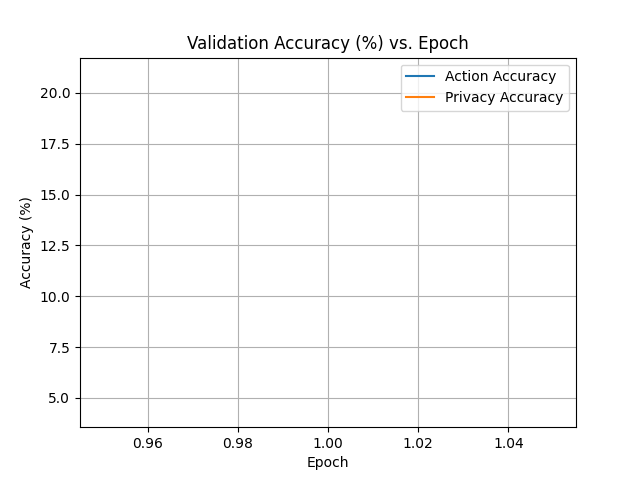 Validation Accuracy (%) vs. Epoch
Action Accuracy
Privacy Accuracy
20.0
17.5
15.0
12.5
10.0
7.5
5.0
Accuracy (%)
0.96 0.98 1.00 1.02 1.04
Epoch